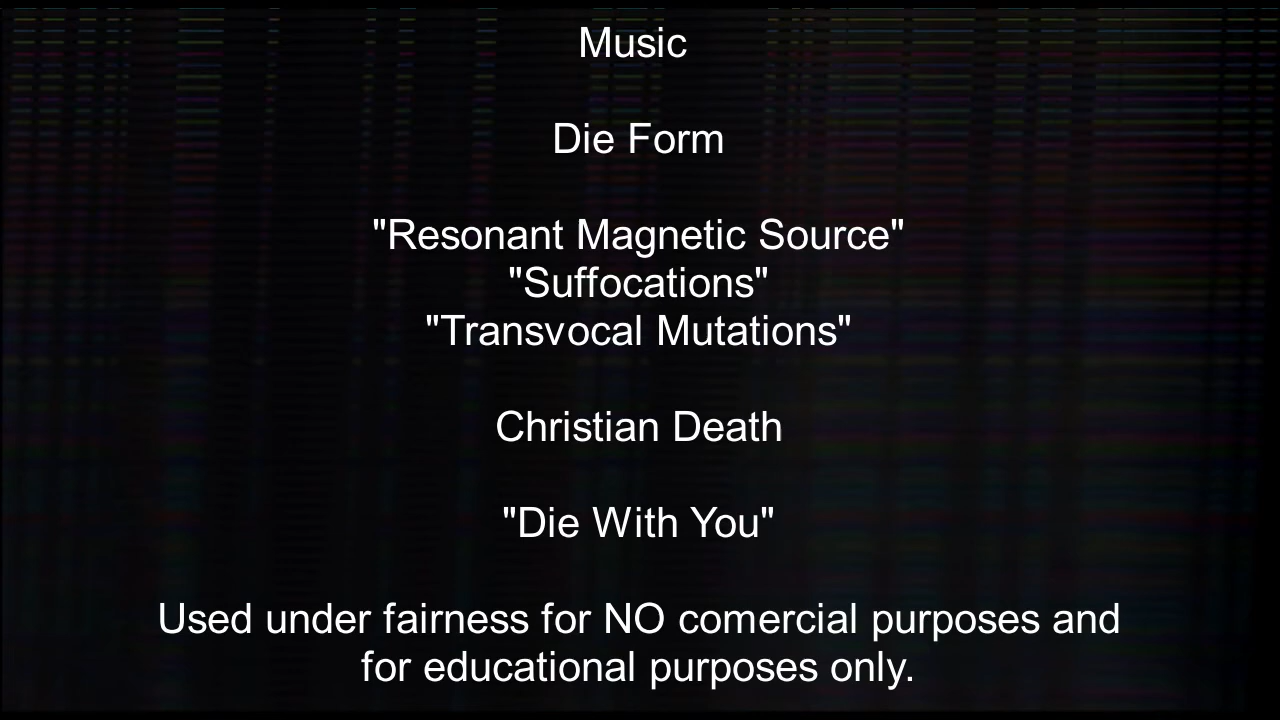 Music
Die Form
"Resonant Magnetic Source"
"Suffocations"
"Transvocal Mutations"
Christian Death
"Die With You"
Used under fairness for NO comercial purposes and
for educational purposes only.